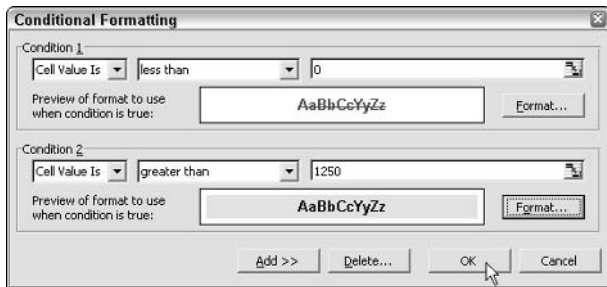 Conditional Formatting
Condition 1
Cell Value Is less than 0
Preview of format to use
when condition is true:
AaBbCcYyZz
Format...
Condition 2
Cell Value Is greater than 1250
Preview of format to use
when condition is true:
AaBbCcYyZz
Format...
Add >> Delete... OK Cancel